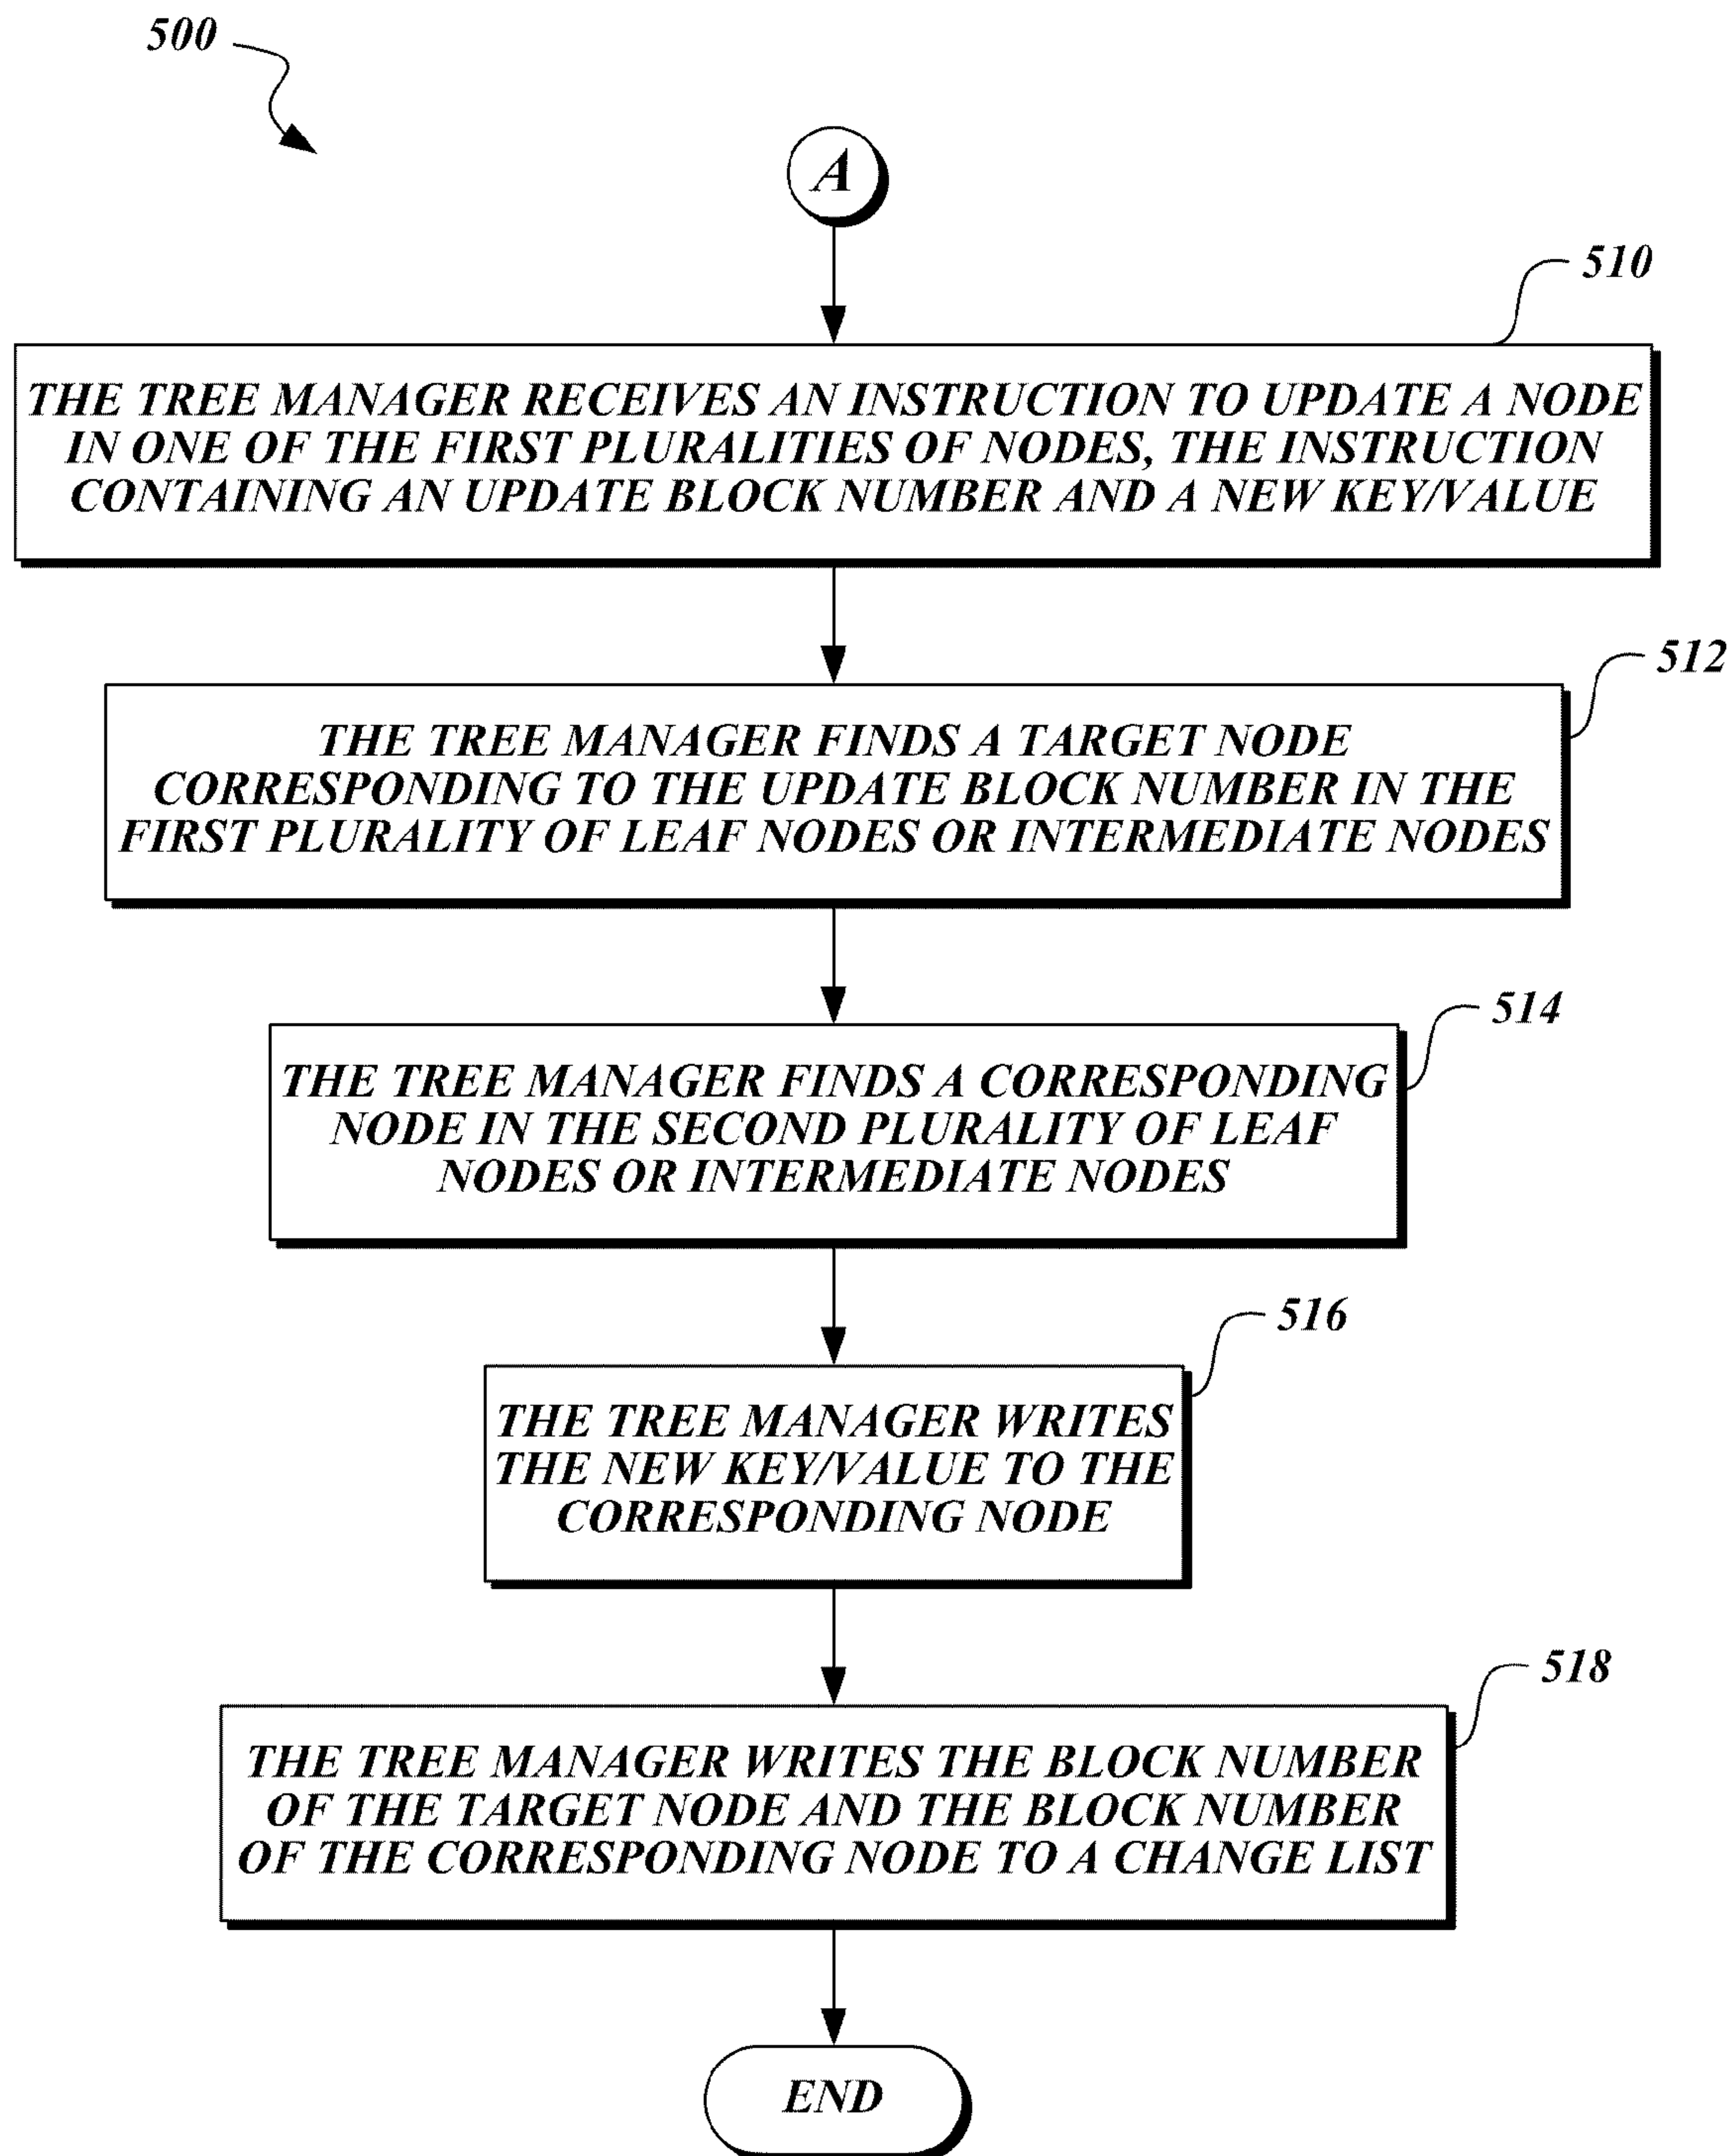 500
A
510
THE TREE MANAGER RECEIVES AN INSTRUCTION TO UPDATE A NODE
IN ONE OF THE FIRST PLURALITIES OF NODES, THE INSTRUCTION
CONTAINING AN UPDATE BLOCK NUMBER AND A NEW KEY/VALUE
512
THE TREE MANAGER FINDS A TARGET NODE
CORRESPONDING TO THE UPDATE BLOCK NUMBER IN THE
FIRST PLURALITY OF LEAF NODES OR INTERMEDIATE NODES
514
THE TREE MANAGER FINDS A CORRESPONDING
NODE IN THE SECOND PLURALITY OF LEAF
NODES OR INTERMEDIATE NODES
516
THE TREE MANAGER WRITES
THE NEW KEY/VALUE TO THE
CORRESPONDING NODE
518
THE TREE MANAGER WRITES THE BLOCK NUMBER
OF THE TARGET NODE AND THE BLOCK NUMBER
OF THE CORRESPONDING NODE TO A CHANGE LIST
END